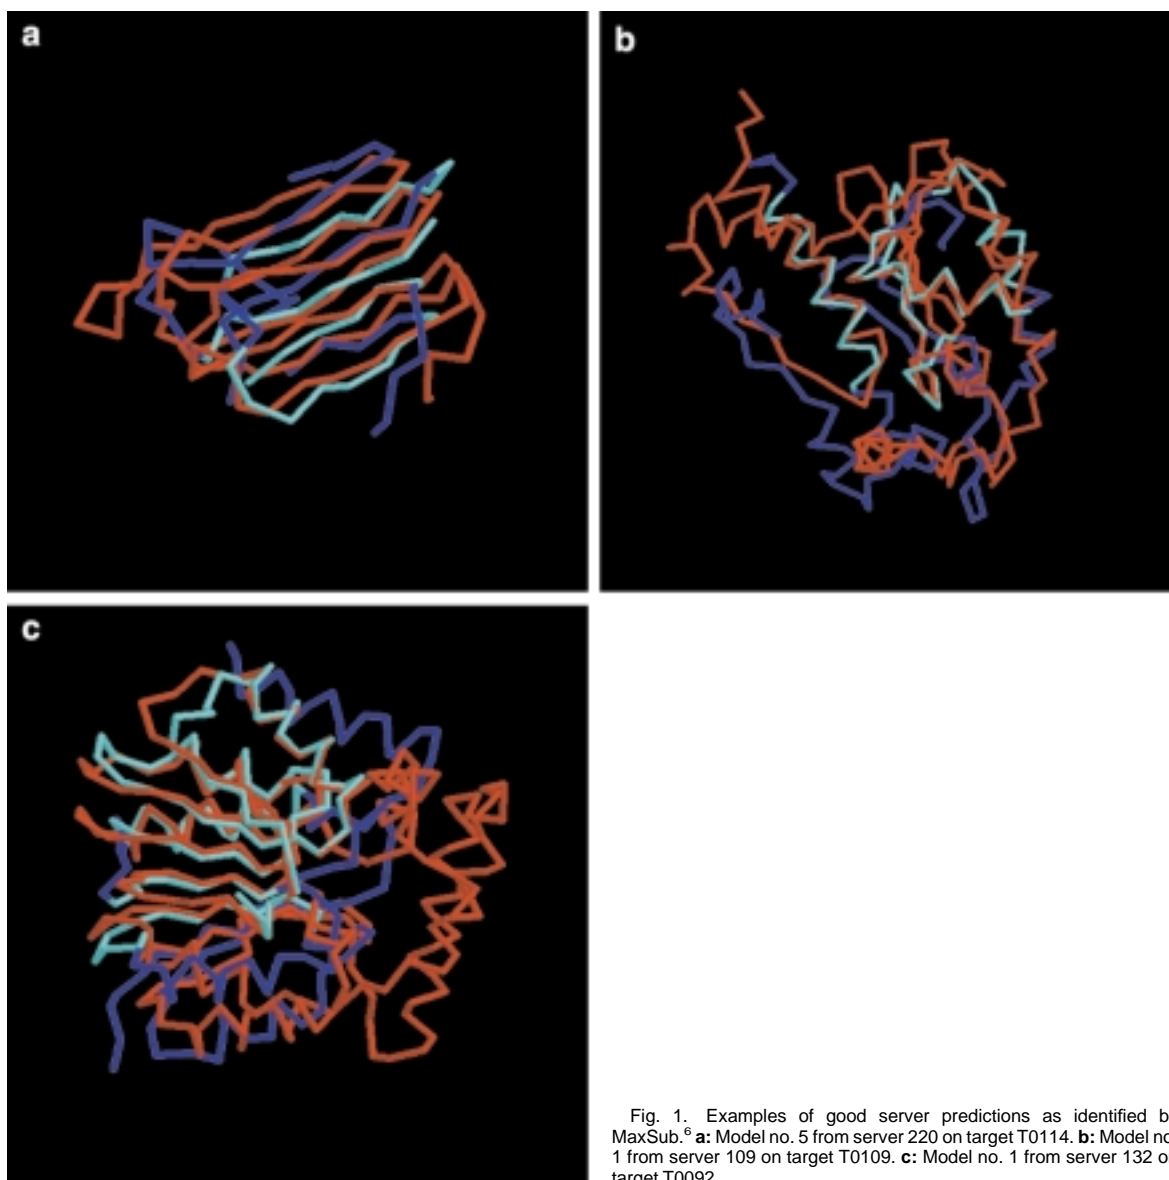 a
b
c
Fig. 1. Examples of good server predictions as identified b
MaxSub.6 a: Model no. 5 from server 220 on target T0114. b: Model no
1 from server 109 on target T0109. c: Model no. 1 from server 132 o
target T0092